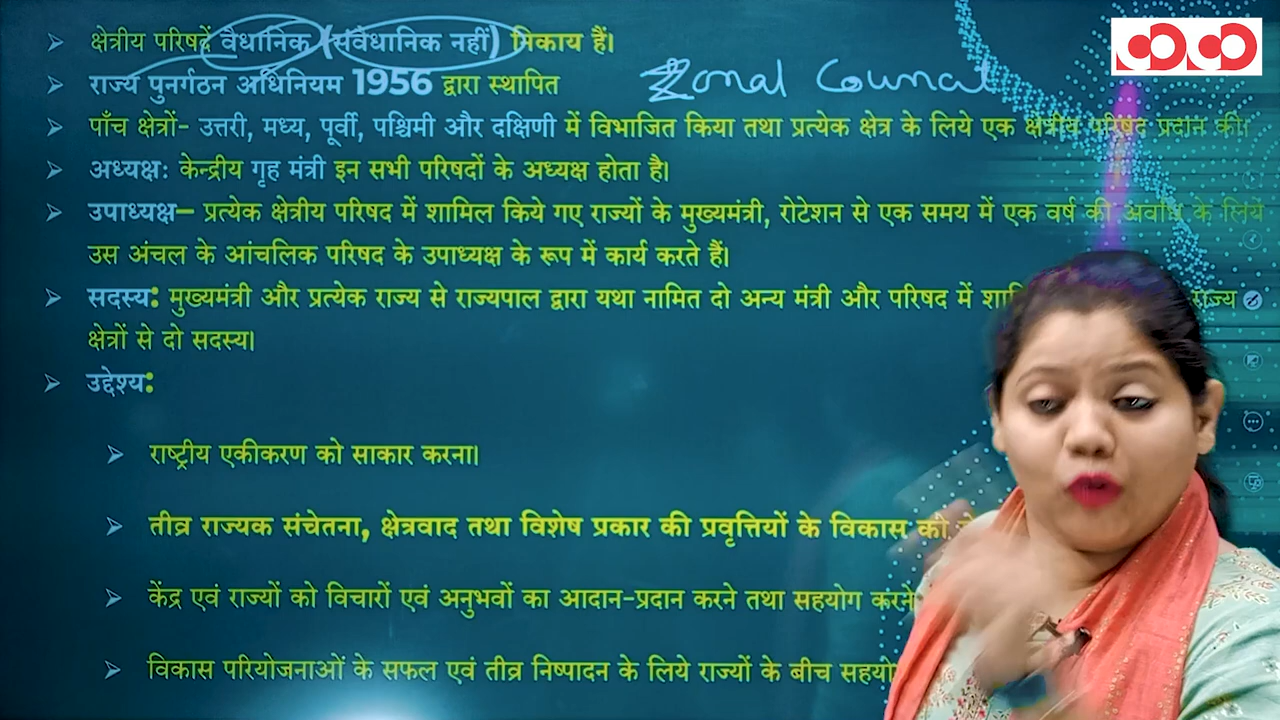 क्षेत्रीय परिषदें वैधानिक (संवैधानिक नहीं) निकाय हैं।
राज्य पुनर्गठन अधिनियम 1956 द्वारा स्थापित
Zonal Council
पाँच क्षेत्रों- उत्तरी, मध्य, पूर्वी, पश्चिमी और दक्षिणी में विभाजित किया तथा प्रत्येक क्षेत्र के लिये एक क्षेत्रीय परिषद प्रदान की।
अध्यक्षः केन्द्रीय गृह मंत्री इन सभी परिषदों के अध्यक्ष होता है।
उपाध्यक्ष– प्रत्येक क्षेत्रीय परिषद में शामिल किये गए राज्यों के मुख्यमंत्री, रोटेशन से एक समय में एक वर्ष की अवधि के लिये
उस अंचल के आंचलिक परिषद के उपाध्यक्ष के रूप में कार्य करते हैं।
सदस्य: मुख्यमंत्री और प्रत्येक राज्य से राज्यपाल द्वारा यथा नामित दो अन्य मंत्री और परिषद में राज्य
क्षेत्रों से दो सदस्य।
उद्देश्य:
राष्ट्रीय एकीकरण को साकार करना।
तीव्र राज्यक संचेतना, क्षेत्रवाद तथा विशेष प्रकार की प्रवृत्तियों के विकास को
केंद्र एवं राज्यों को विचारों एवं अनुभवों का आदान-प्रदान करने तथा सहयोग करने
विकास परियोजनाओं के सफल एवं तीव्र निष्पादन के लिये राज्यों के बीच